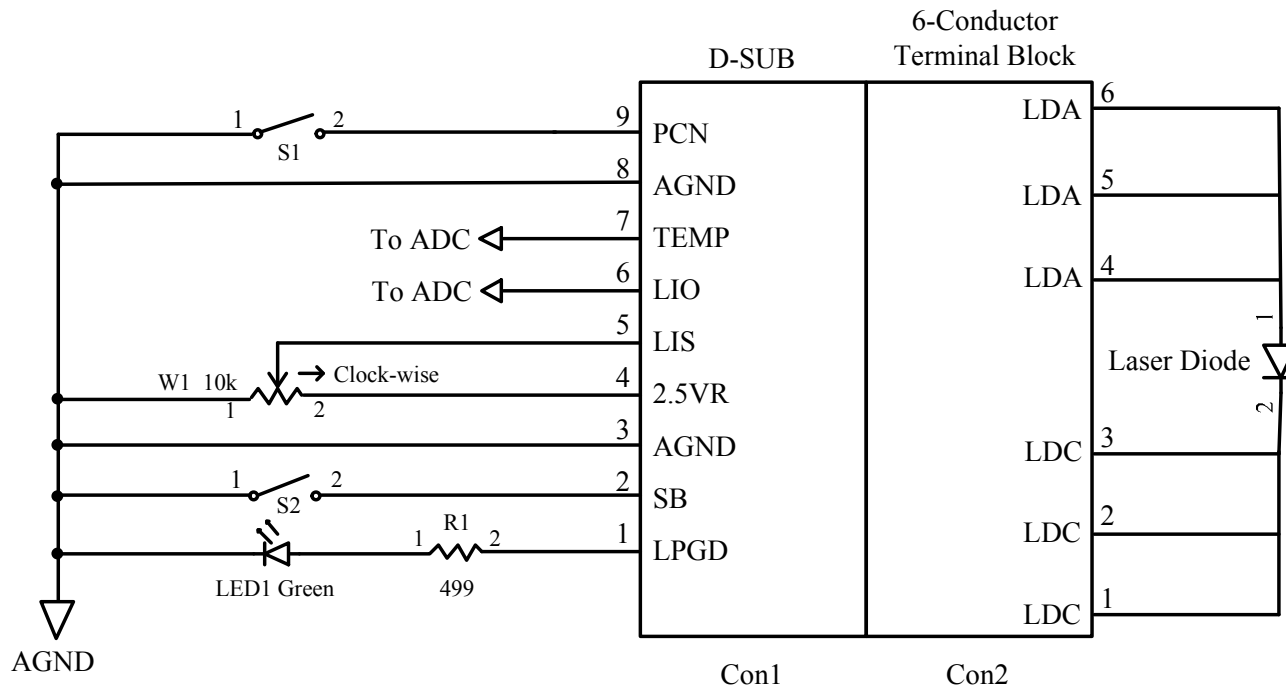 6-Conductor
D-SUB Terminal Block
1 2 9 PCN LDA 6
S1
8 AGND
LDA 5
To ADC 7 TEMP
To ADC 6 LIO LDA 4
5 LIS
1
W1 10k Clock-wise 4 2.5VR Laser Diode
1 2
2
3 AGND LDC 3
1 2 2 SB
S2
LDC 2
R1
1 2 1 LPGD
LED1 Green 499
LDC 1
AGND
Con1 Con2